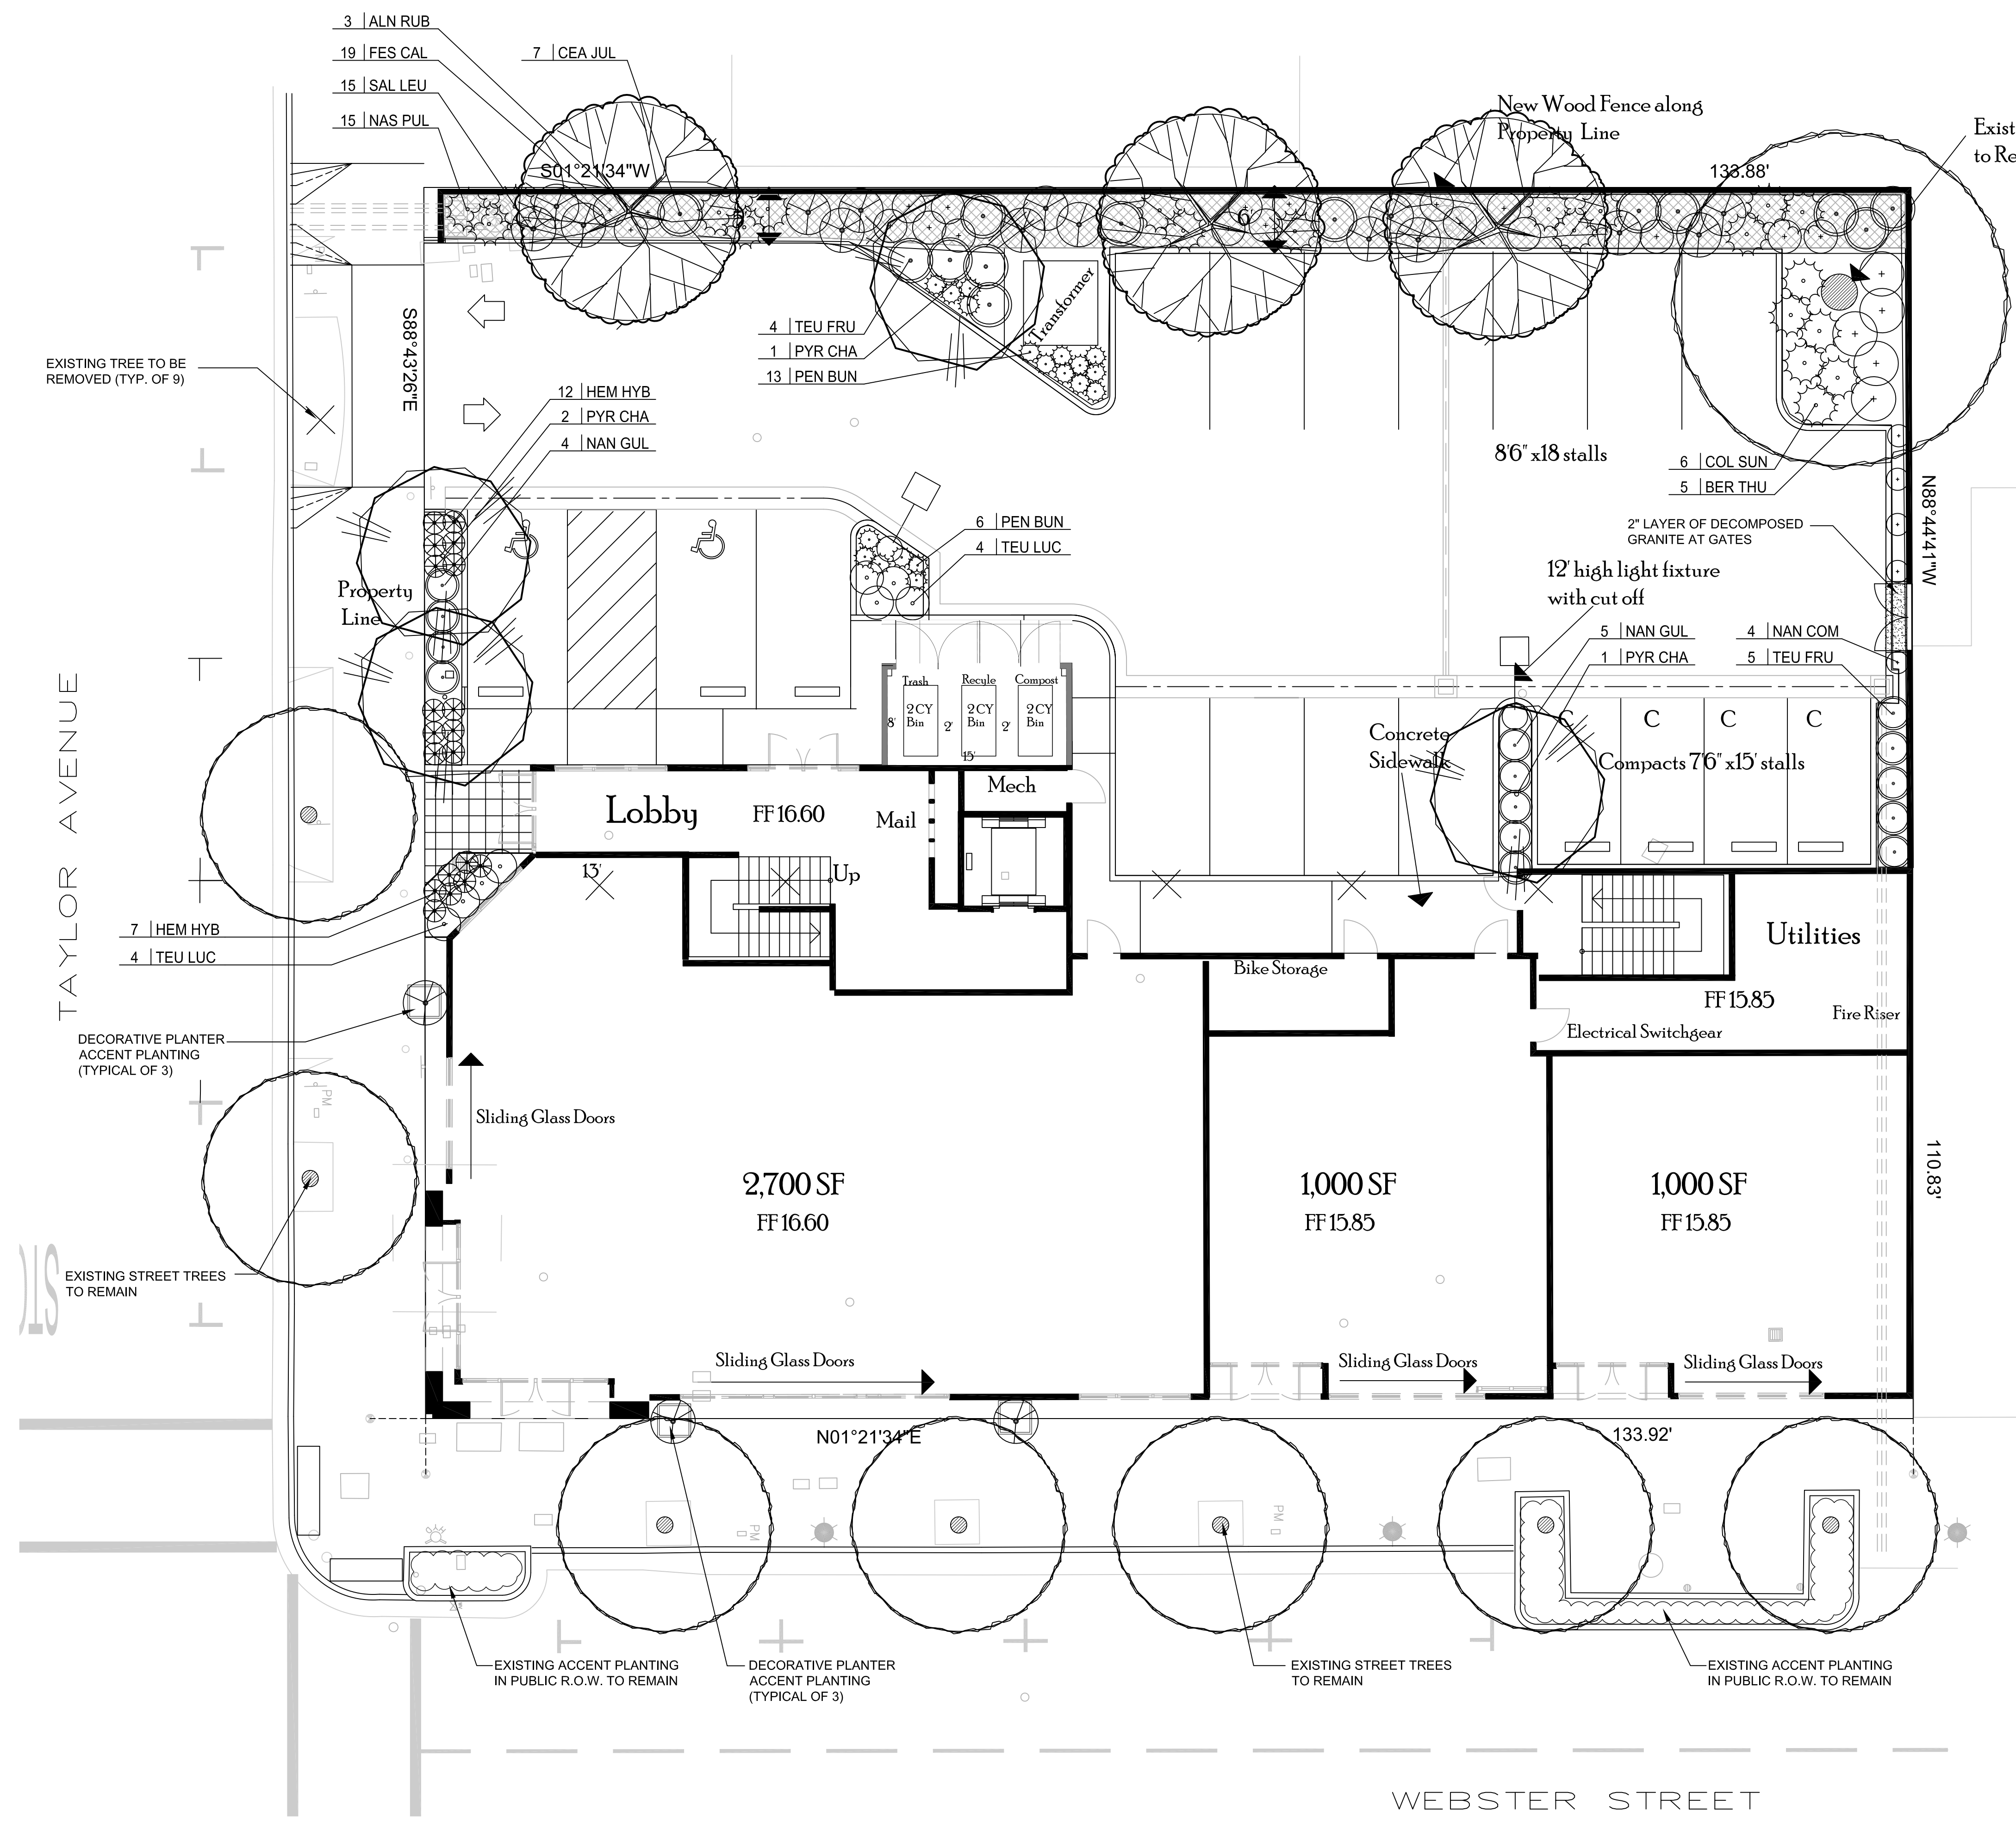 3 ALN RUB
19 FES CAL
7 CEA JUL
15 SAL LEU
15 NAS PUL
New Wood Fence along
Property Line
Exist
to Re
S01°21'34"W
133.88'
6'
Transformer
S88°43'26"E
4 TEU FRU
1 PYR CHA
13 PEN BUN
EXISTING TREE TO BE
REMOVED (TYP. OF 9)
12 HEM HYB
2 PYR CHA
4 NAN GUL
8'6" x18 stalls
6 COL SUN
5 BER THU
N88°44'41"W
2" LAYER OF DECOMPOSED
GRANITE AT GATES
6 PEN BUN
4 TEU LUC
12' high light fixture
with cut off
Property
Line
5 NAN GUL
1 PYR CHA
4 NAN COM
5 TEU FRU
Trash
Recyle
Compost
2CY
Bin
2CY
Bin
2CY
Bin
8'
2'
2'
15'
C
C
C
C
Concrete
Sidewalk
Compacts 7'6" x15' stalls
TAYLOR AVENUE
Lobby
FF 16.60
Mail
Mech
13'
Up
7 HEM HYB
4 TEU LUC
Utilities
Bike Storage
FF 15.85
Fire Riser
Electrical Switchgear
DECORATIVE PLANTER
ACCENT PLANTING
(TYPICAL OF 3)
PM
Sliding Glass Doors
110.83'
2,700 SF
FF 16.60
1,000 SF
FF 15.85
1,000 SF
FF 15.85
EXISTING STREET TREES
TO REMAIN
Sliding Glass Doors
Sliding Glass Doors
Sliding Glass Doors
N01°21'34"E
133.92'
PM
PM
EXISTING ACCENT PLANTING
IN PUBLIC R.O.W. TO REMAIN
DECORATIVE PLANTER
ACCENT PLANTING
(TYPICAL OF 3)
EXISTING STREET TREES
TO REMAIN
EXISTING ACCENT PLANTING
IN PUBLIC R.O.W. TO REMAIN
WEBSTER STREET